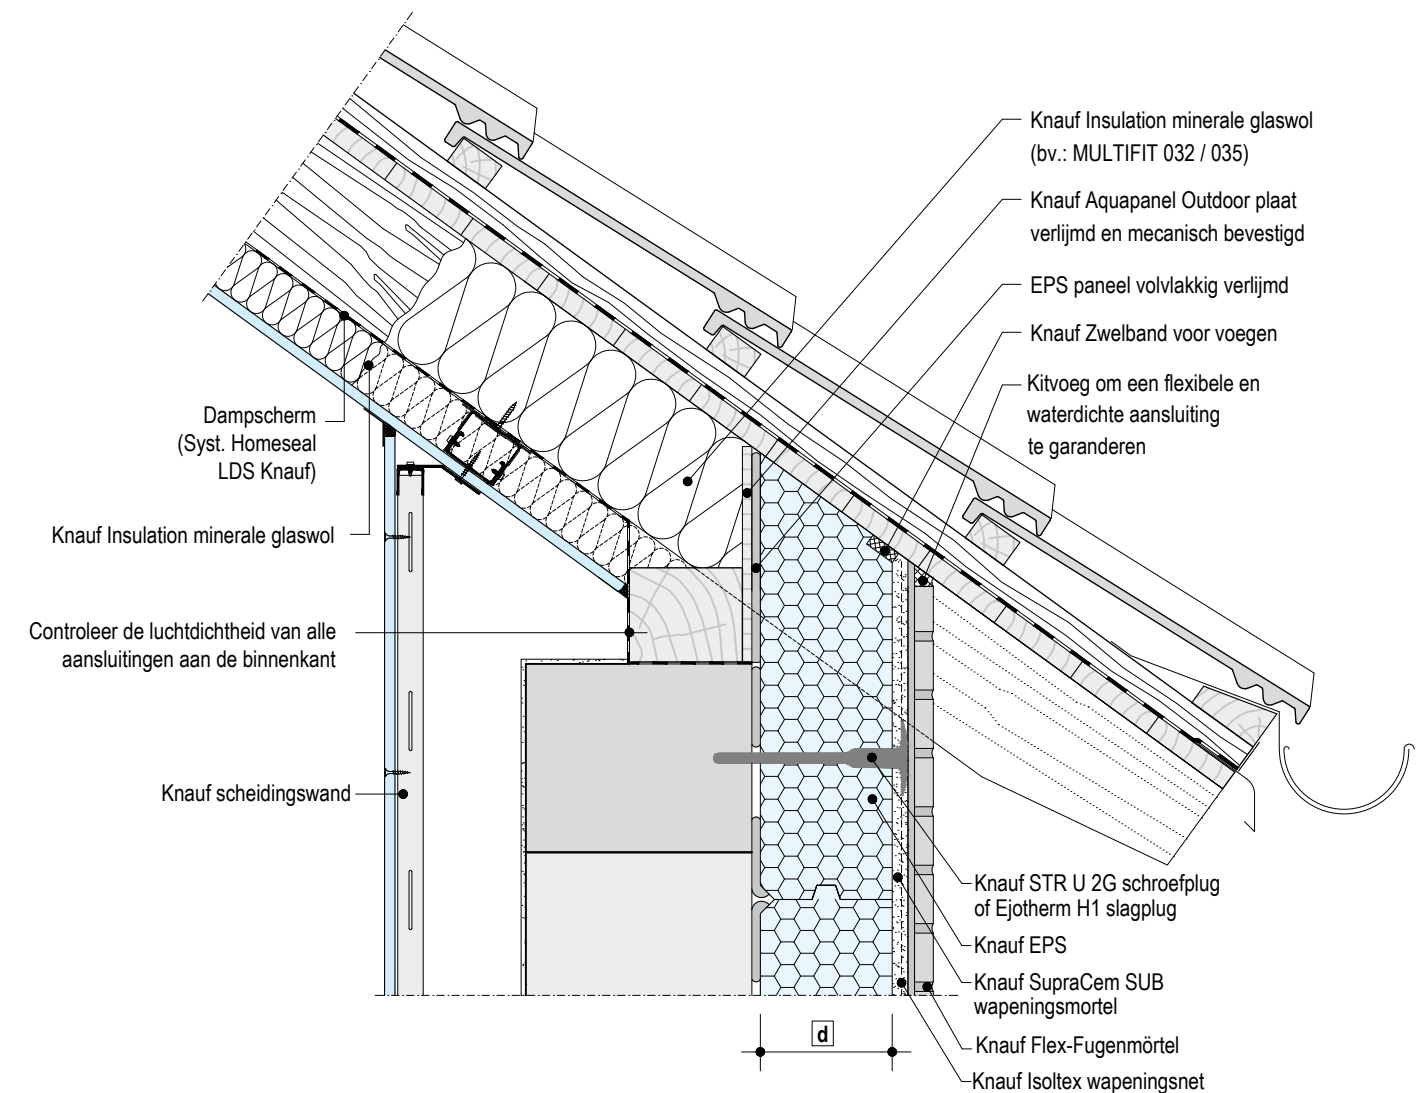 Knauf Insulation minerale glaswol
(bv.: MULTIFIT 032 / 035)
Knauf Aquapanel Outdoor plaat
verlijmd en mecanisch bevestigd
EPS paneel volvlakkig verlijmd
Knauf Zwelband voor voegen
Kitvoeg om een flexibele en
waterdichte aansluiting
te garanderen
Dampscherm
(Syst. Homeseal
LDS Knauf)
Knauf Insulation minerale glaswol
Controleer de luchtdichtheid van alle
aansluitingen aan de binnenkant
Knauf scheidingswand
Knauf STR U 2G schroefplug
of Ejotherm H1 slagplug
Knauf EPS
Knauf SupraCem SUB
wapeningsmortel
Knauf Flex-Fugenmörtel
Knauf Isoltex wapeningsnet
d